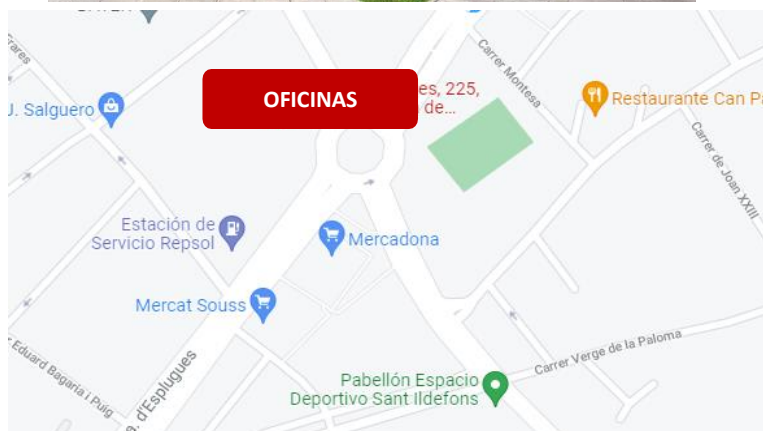 OFICINAS
es, 225,
de...
J. Salguero
Carrer Montesa
Restaurante Can Pa
Carrer de Joan XXIII
Estación de
Servicio Repsol
Mercadona
Mercat Souss
Eduard Bagaria i Puig
a. d'Esplugues
Pabellón Espacio
Deportivo Sant Ildefons
Carrer Verge de la Paloma